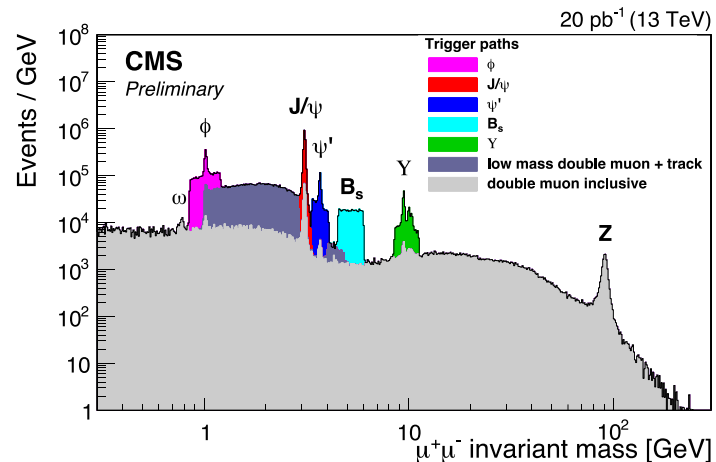 20 pb⁻¹ (13 TeV)
Events / GeV
10⁸
10⁷
10⁶
10⁵
10⁴
10³
10²
10
1
CMS
Preliminary
Trigger paths
ϕ
J/ψ
ψ'
Bₛ
Υ
low mass double muon + track
double muon inclusive
ω
ϕ
J/ψ
ψ'
Bₛ
Υ
Z
1
10
10²
μ⁺μ⁻ invariant mass [GeV]